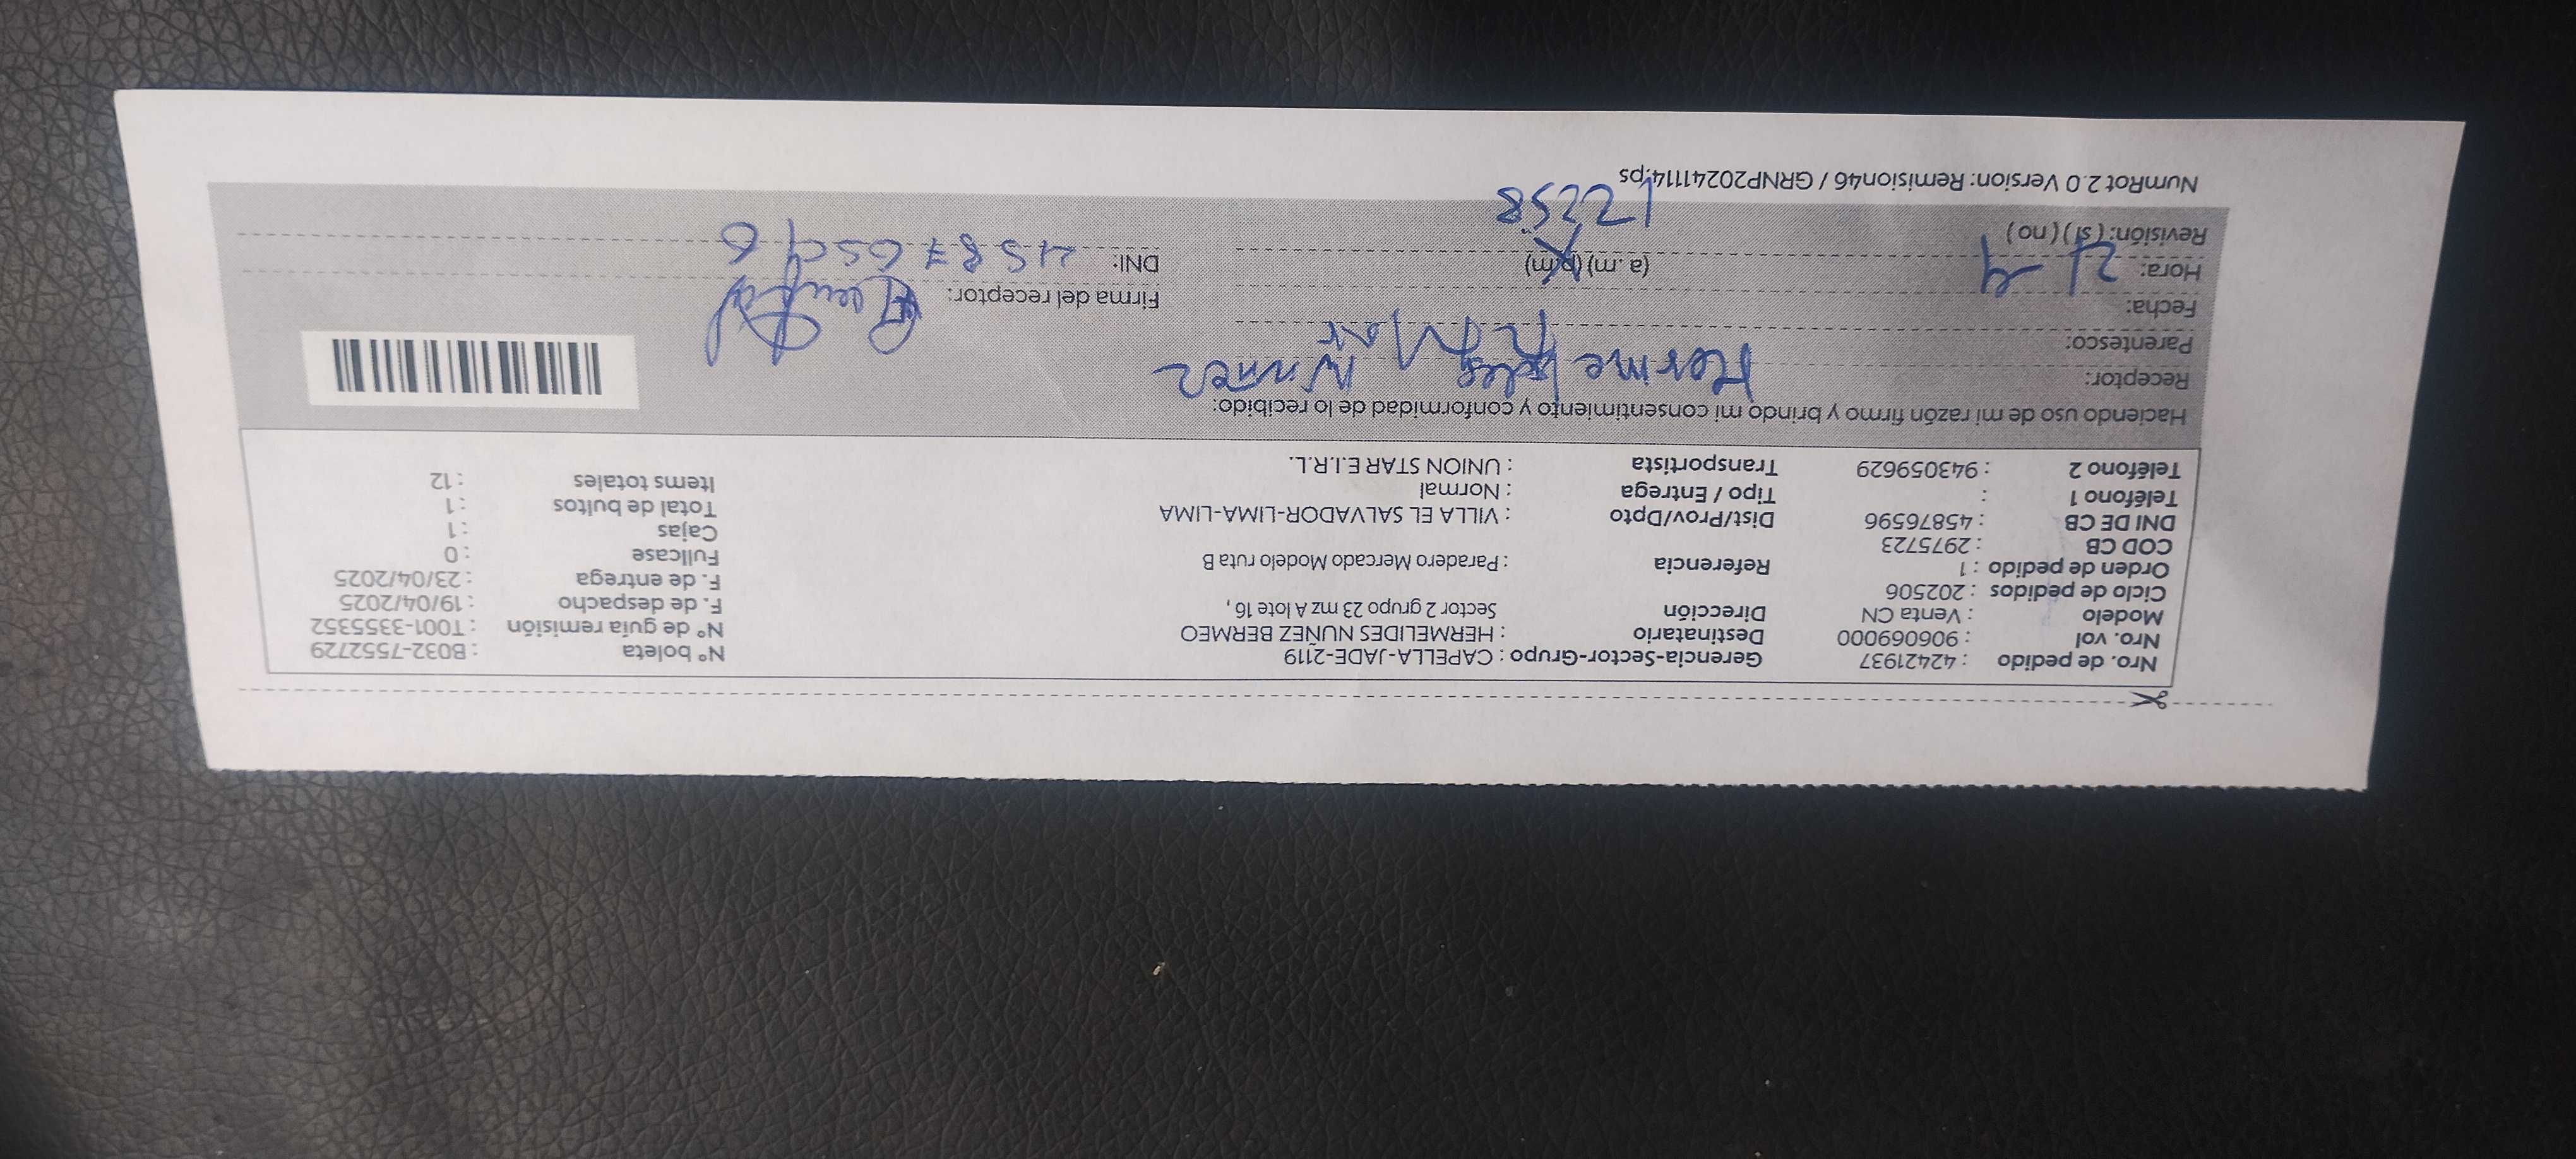 Nro. de pedido : 42421937 Gerencia-Sector-Grupo : CAPELLA-JADE-2119 Nº boleta : B032-7552729
Nro. vol : 906069000 Destinatario : HERMELIDES NUÑEZ BERMEO Nº de guía remisión : T001-3355352
Modelo : Venta CN Dirección Sector 2 grupo 23 mz A lote 16 , F. de despacho : 19/04/2025
Ciclo de pedidos : 202506 F. de entrega : 23/04/2025
Orden de pedido : 1 Referencia : Paradero Mercado Modelo ruta B Fullcase : 0
COD CB : 2975723 Cajas : 1
DNI DE CB : 45876596 Dist/Prov/Dpto : VILLA EL SALVADOR-LIMA-LIMA Total de bultos : 1
Teléfono 1 : Tipo / Entrega : Normal Items totales : 12
Teléfono 2 : 943059629 Transportista : UNION STAR E.I.R.L.
Haciendo uso de mi razón firmo y brindo mi consentimiento y conformidad de lo recibido:
Receptor: Nuñez
Parentesco:
Fecha: Firma del receptor:
Hora: 21 (a.m) (p.m) DNI:
Revisión: ( si ) ( no )
NumRot 2.0 Version: Remision46 / GRNP20241114.ps